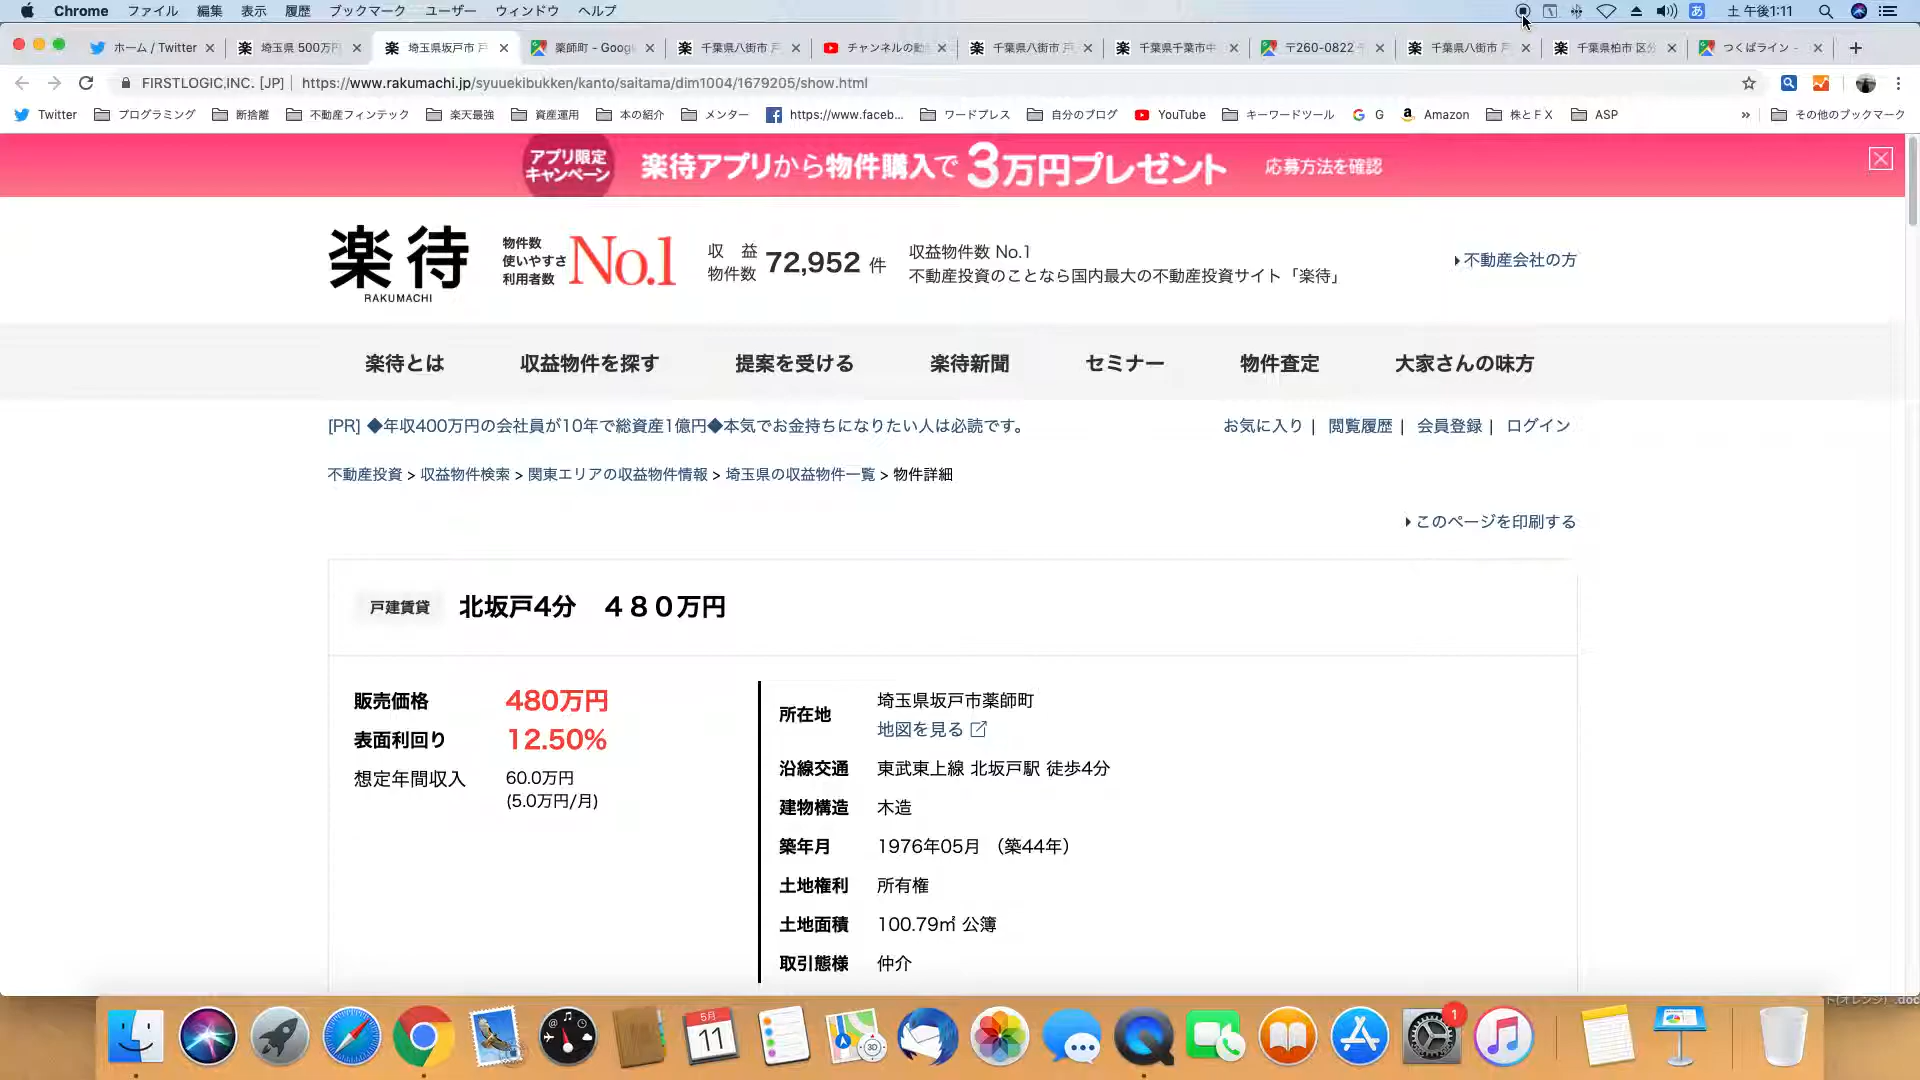 Chrome ファイル 編集 表示 履歴 ブックマーク ユーザー ウィンドウ ヘルプ
あ 土 午後1:11
ホーム / Twitter
埼玉県 500万円
埼玉県坂戸市 戸
薬師町 - Goog
千葉県八街市 戸
チャンネルの動
千葉県八街市 戸
千葉県千葉市中
〒260-0822 千
千葉県八街市 戸
千葉県柏市 区分
つくばライン -
FIRSTLOGIC,INC. [JP] | https://www.rakumachi.jp/syuuekibukken/kanto/saitama/dim1004/1679205/show.html
Twitter プログラミング 断捨離 不動産フィンテック 楽天最強 資産運用 本の紹介 メンター https://www.faceb... ワードプレス 自分のブログ YouTube キーワードツール G Amazon 株とFX ASP » その他のブックマーク
アプリ限定
キャンペーン
楽待アプリから物件購入で3万円プレゼント 応募方法を確認
楽待
RAKUMACHI
物件数
使いやすさ
利用者数
No.1
収益
物件数
72,952 件
収益物件数 No.1
不動産投資のことなら国内最大の不動産投資サイト「楽待」
不動産会社の方
楽待とは 収益物件を探す 提案を受ける 楽待新聞 セミナー 物件査定 大家さんの味方
[PR] ◆年収400万円の会社員が10年で総資産1億円◆本気でお金持ちになりたい人は必読です。
お気に入り | 閲覧履歴 | 会員登録 | ログイン
不動産投資 > 収益物件検索 > 関東エリアの収益物件情報 > 埼玉県の収益物件一覧 > 物件詳細
このページを印刷する
戸建賃貸 北坂戸4分 480万円
販売価格 480万円
表面利回り 12.50%
想定年間収入 60.0万円
(5.0万円/月)
所在地 埼玉県坂戸市薬師町
地図を見る
沿線交通 東武東上線 北坂戸駅 徒歩4分
建物構造 木造
築年月 1976年05月 (築44年)
土地権利 所有権
土地面積 100.79㎡ 公簿
取引態様 仲介
ト(オレンジ) .doc
5月
11
3D
1